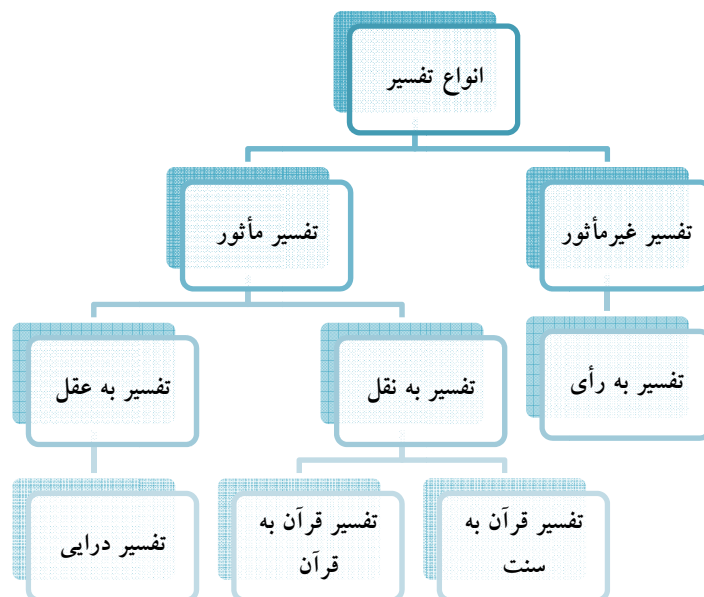 انواع تفسیر
تفسیر غیرمأثور
تفسیر مأثور
تفسیر به رأی
تفسیر به نقل
تفسیر به عقل
تفسیر قرآن به
سنت
تفسیر قرآن به
قرآن
تفسیر درایی